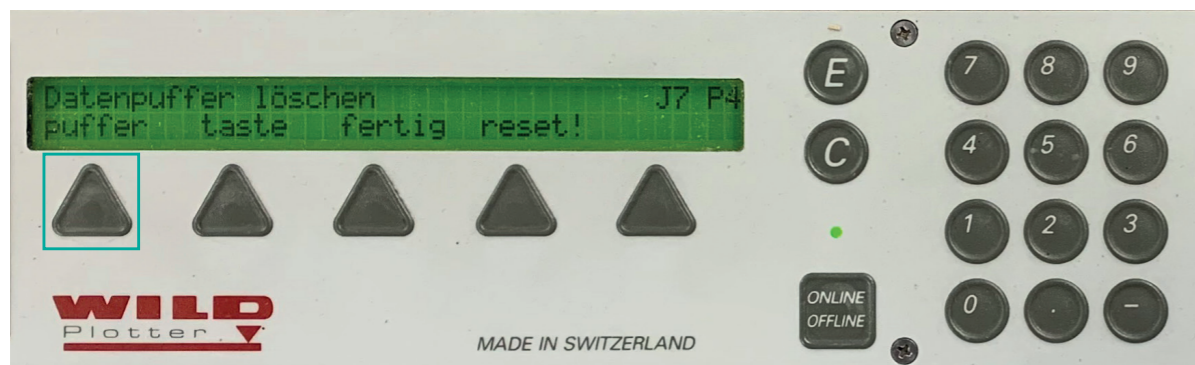 Datenpuffer löschen J7 P4
puffer taste fertig reset!
E
C
7 8 9
4 5 6
1 2 3
0 . –
ONLINE
OFFLINE
WILD
Plotter
MADE IN SWITZERLAND